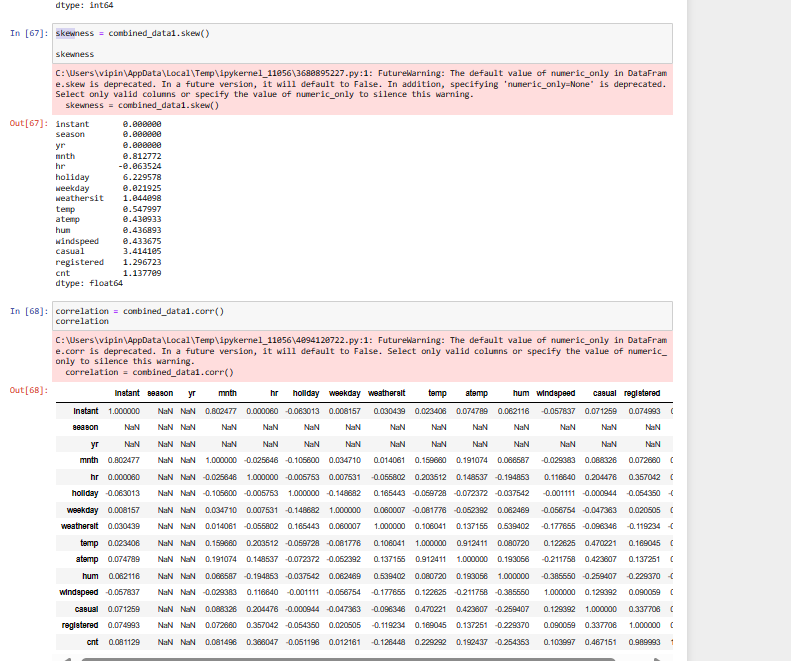 dtype: int64
In [67]: skewness = combined_data1.skew()
skewness
C:\Users\vipin\AppData\Local\Temp\ipykernel_11056\3680895227.py:1: FutureWarning: The default value of numeric_only in DataFram
e.skew is deprecated. In a future version, it will default to False. In addition, specifying 'numeric_only=None' is deprecated.
Select only valid columns or specify the value of numeric_only to silence this warning.
skewness = combined_data1.skew()
Out[67]: instant 0.000000
season 0.000000
yr 0.000000
mnth 0.812772
hr -0.063524
holiday 6.229578
weekday 0.021925
weathersit 1.044098
temp 0.547997
atemp 0.430933
hum 0.436893
windspeed 0.433675
casual 3.414105
registered 1.296723
cnt 1.137709
dtype: float64
In [68]: correlation = combined_data1.corr()
correlation
C:\Users\vipin\AppData\Local\Temp\ipykernel_11056\4094120722.py:1: FutureWarning: The default value of numeric_only in DataFram
e.corr is deprecated. In a future version, it will default to False. Select only valid columns or specify the value of numeric_
only to silence this warning.
correlation = combined_data1.corr()
Out[68]: instant season yr mnth hr holiday weekday weathersit temp atemp hum windspeed casual registered
instant 1.000000 NaN NaN 0.802477 0.000060 -0.063013 0.008157 0.030439 0.023406 0.074789 0.062116 -0.057837 0.071259 0.074993
season NaN NaN NaN NaN NaN NaN NaN NaN NaN NaN NaN NaN NaN NaN
yr NaN NaN NaN NaN NaN NaN NaN NaN NaN NaN NaN NaN NaN NaN
mnth 0.802477 NaN NaN 1.000000 -0.025646 -0.105600 0.034710 0.014061 0.159660 0.191074 0.066587 -0.029383 0.088326 0.072660
hr 0.000060 NaN NaN -0.025646 1.000000 -0.005753 0.007531 -0.055802 0.203512 0.148537 -0.194853 0.116640 0.204476 0.357042
holiday -0.063013 NaN NaN -0.105600 -0.005753 1.000000 -0.148682 0.165443 -0.059728 -0.072372 -0.037542 -0.001111 -0.000944 -0.054350
weekday 0.008157 NaN NaN 0.034710 0.007531 -0.148682 1.000000 0.060007 -0.081776 -0.052392 0.062469 -0.056754 -0.047363 0.020505
weathersit 0.030439 NaN NaN 0.014061 -0.055802 0.165443 0.060007 1.000000 0.106041 0.137155 0.539402 -0.177655 -0.096346 -0.119234
temp 0.023406 NaN NaN 0.159660 0.203512 -0.059728 -0.081776 0.106041 1.000000 0.912411 0.080720 0.122625 0.470221 0.169045
atemp 0.074789 NaN NaN 0.191074 0.148537 -0.072372 -0.052392 0.137155 0.912411 1.000000 0.193056 -0.211758 0.423607 0.137251
hum 0.062116 NaN NaN 0.066587 -0.194853 -0.037542 0.062469 0.539402 0.080720 0.193056 1.000000 -0.385550 -0.259407 -0.229370
windspeed -0.057837 NaN NaN -0.029383 0.116640 -0.001111 -0.056754 -0.177655 0.122625 -0.211758 -0.385550 1.000000 0.129392 0.090059
casual 0.071259 NaN NaN 0.088326 0.204476 -0.000944 -0.047363 -0.096346 0.470221 0.423607 -0.259407 0.129392 1.000000 0.337706
registered 0.074993 NaN NaN 0.072660 0.357042 -0.054350 0.020505 -0.119234 0.169045 0.137251 -0.229370 0.090059 0.337706 1.000000
cnt 0.081129 NaN NaN 0.081496 0.366047 -0.051196 0.012161 -0.126448 0.229292 0.192437 -0.254353 0.103997 0.467151 0.989993